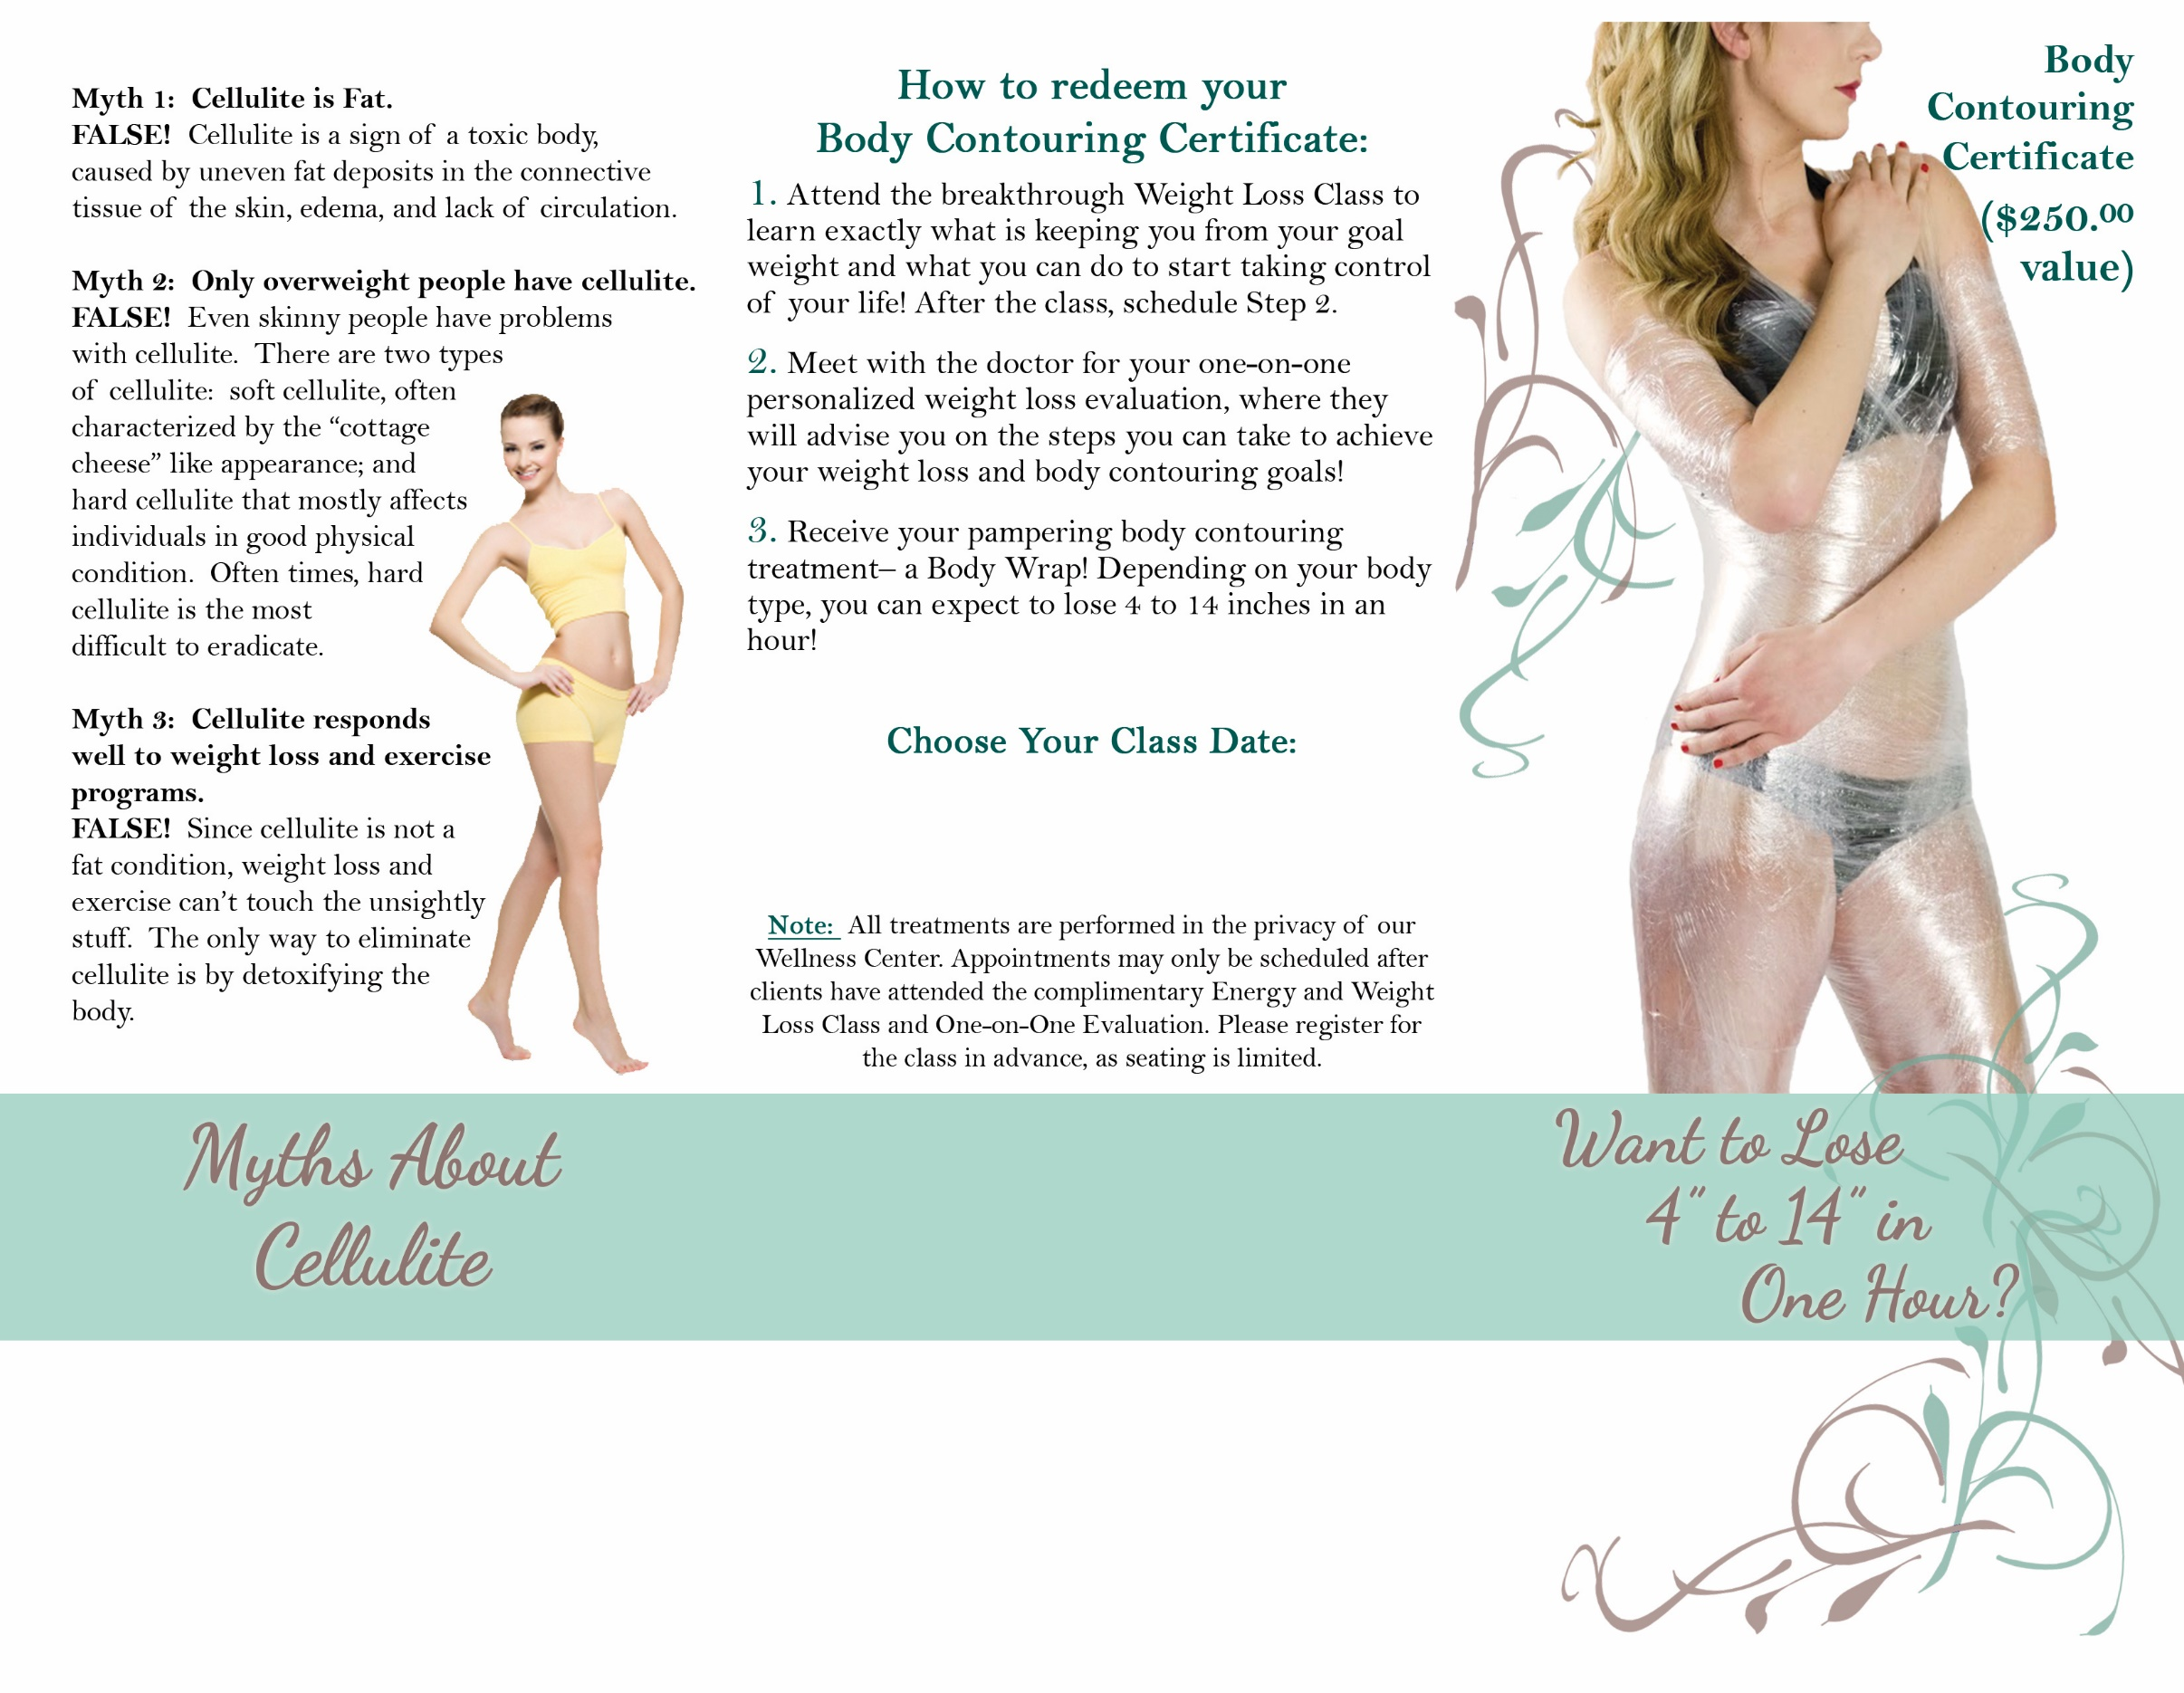 Myth 1: Cellulite is Fat.
FALSE! Cellulite is a sign of a toxic body,
caused by uneven fat deposits in the connective
tissue of the skin, edema, and lack of circulation.
Myth 2: Only overweight people have cellulite.
FALSE! Even skinny people have problems
with cellulite. There are two types
of cellulite: soft cellulite, often
characterized by the “cottage
cheese” like appearance; and
hard cellulite that mostly affects
individuals in good physical
condition. Often times, hard
cellulite is the most
difficult to eradicate.
Myth 3: Cellulite responds
well to weight loss and exercise
programs.
FALSE! Since cellulite is not a
fat condition, weight loss and
exercise can’t touch the unsightly
stuff. The only way to eliminate
cellulite is by detoxifying the
body.
Myths About
Cellulite
How to redeem your
Body Contouring Certificate:
1. Attend the breakthrough Weight Loss Class to
learn exactly what is keeping you from your goal
weight and what you can do to start taking control
of your life! After the class, schedule Step 2.
2. Meet with the doctor for your one-on-one
personalized weight loss evaluation, where they
will advise you on the steps you can take to achieve
your weight loss and body contouring goals!
3. Receive your pampering body contouring
treatment– a Body Wrap! Depending on your body
type, you can expect to lose 4 to 14 inches in an
hour!
Choose Your Class Date:
Note: All treatments are performed in the privacy of our
Wellness Center. Appointments may only be scheduled after
clients have attended the complimentary Energy and Weight
Loss Class and One-on-One Evaluation. Please register for
the class in advance, as seating is limited.
Body
Contouring
Certificate
($250.00
value)
Want to Lose
4" to 14" in
One Hour?